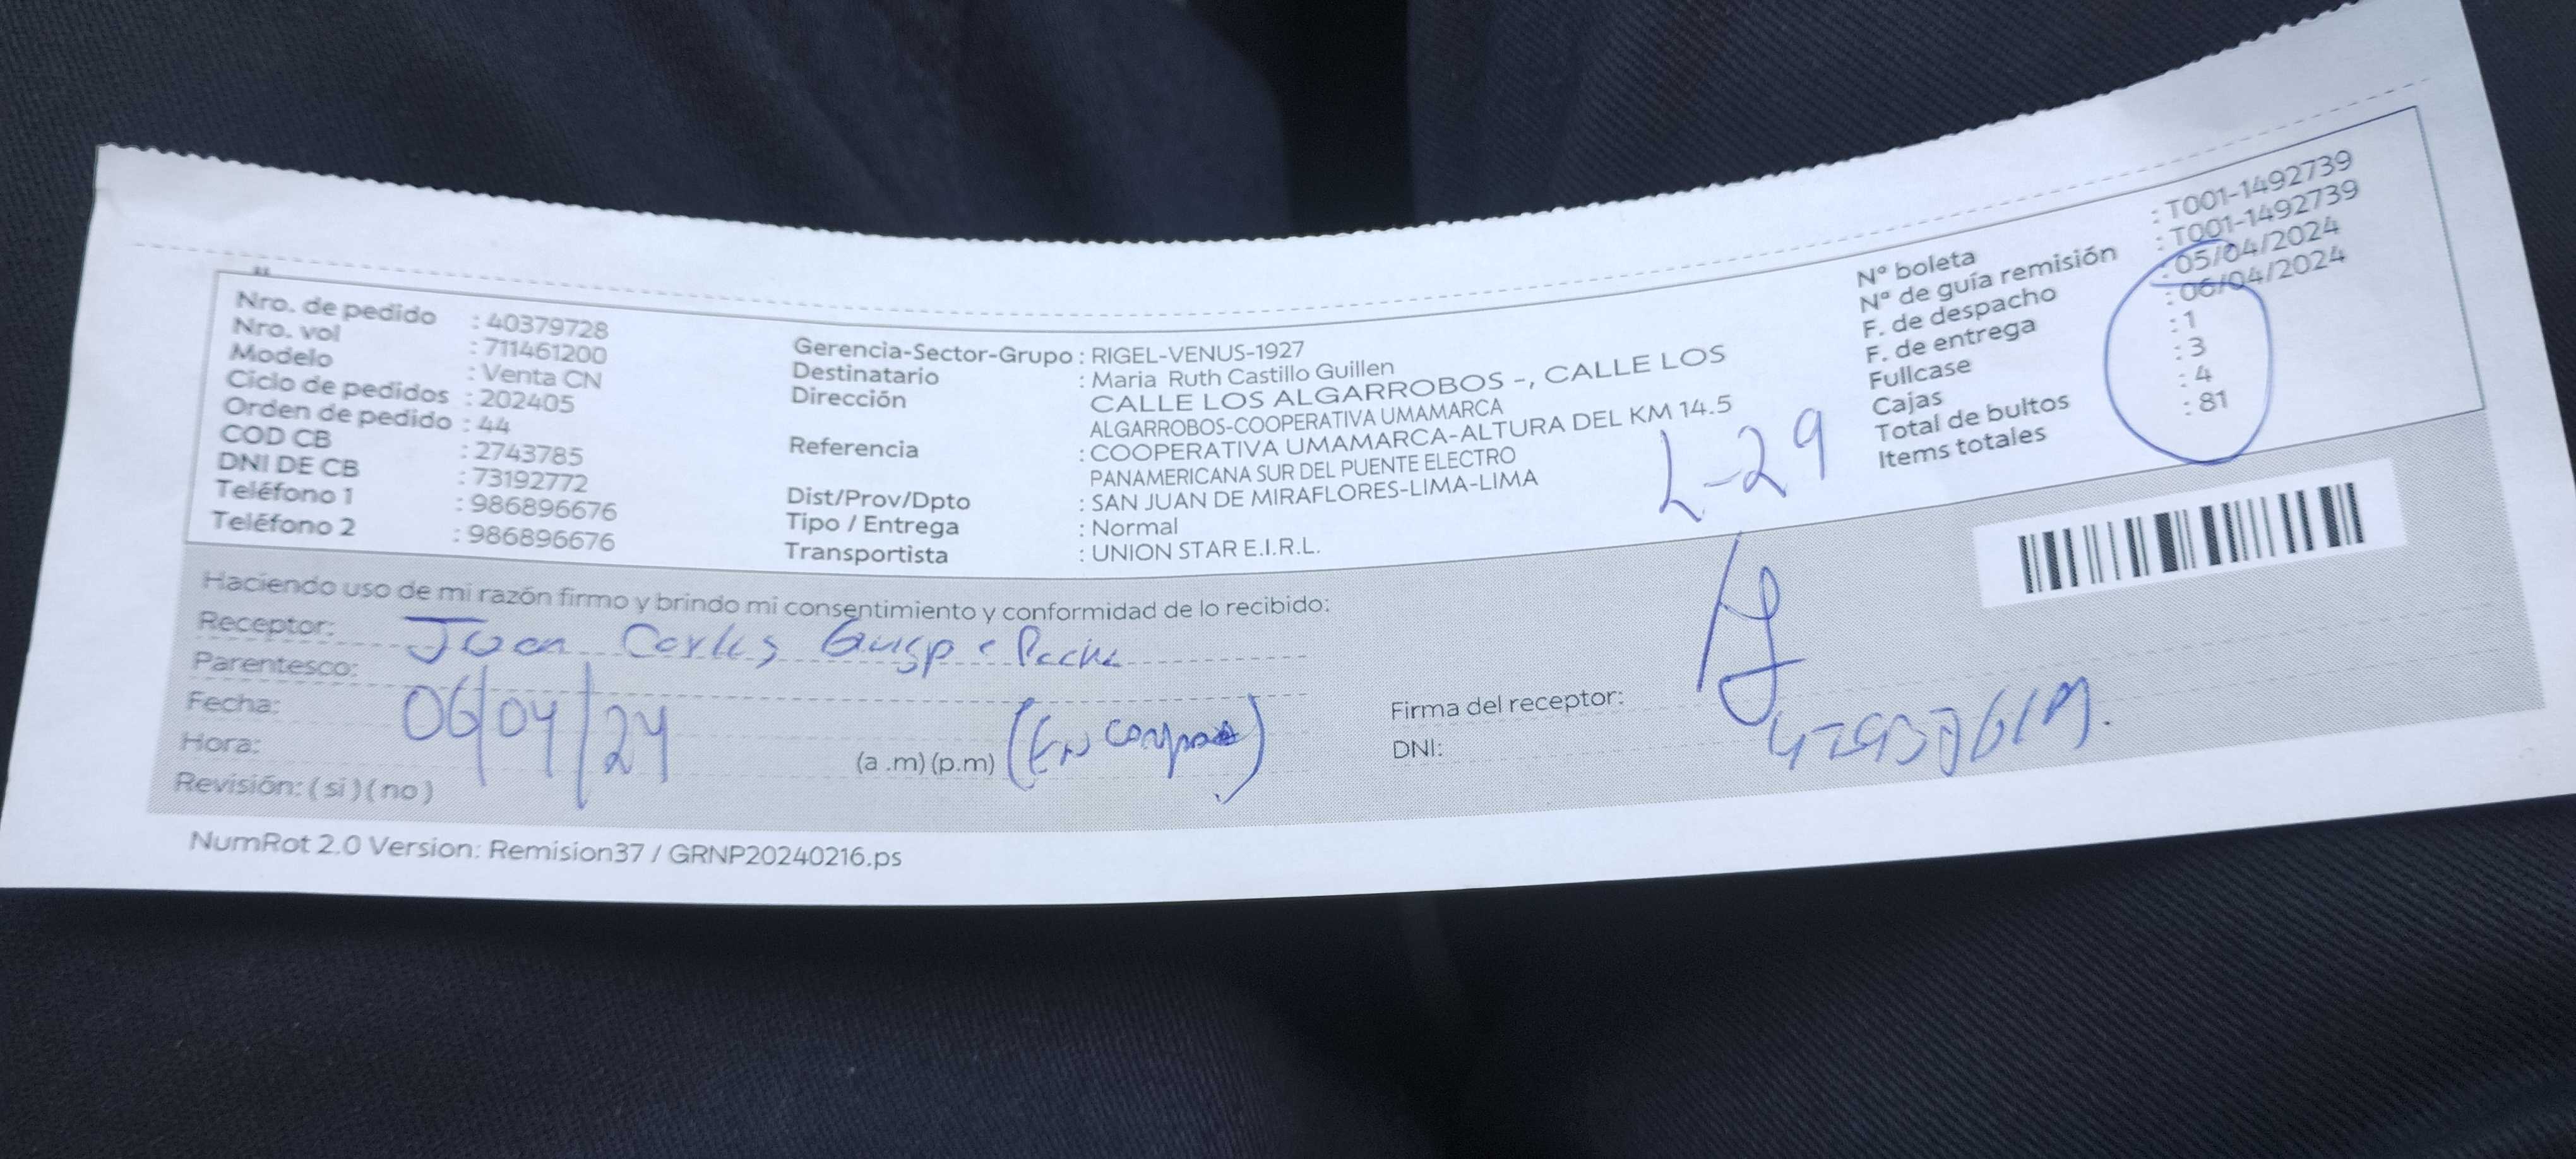 Nro. de pedido : 40379728
Nro. vol : 711461200
Modelo : Venta CN
Ciclo de pedidos : 202405
Orden de pedido : 44
COD CB : 2743785
DNI DE CB : 73192772
Teléfono 1 : 986896676
Teléfono 2 : 986896676
Gerencia-Sector-Grupo : RIGEL-VENUS-1927
Destinatario : Maria Ruth Castillo Guillen
Dirección : CALLE LOS ALGARROBOS -, CALLE LOS
ALGARROBOS-COOPERATIVA UMAMARCA
Referencia : COOPERATIVA UMAMARCA-ALTURA DEL KM 14.5
PANAMERICANA SUR DEL PUENTE ELECTRO
Dist/Prov/Dpto : SAN JUAN DE MIRAFLORES-LIMA-LIMA
Tipo / Entrega : Normal
Transportista : UNION STAR E.I.R.L.
L-29
Nº boleta : T001-1492739
Nº de guía remisión : T001-1492739
F. de despacho : 05/04/2024
F. de entrega : 06/04/2024
Fullcase : 1
Cajas : 3
Total de bultos : 4
Items totales : 81
Haciendo uso de mi razón firmo y brindo mi consentimiento y conformidad de lo recibido:
Receptor: Juan Carlos Quispe
Parentesco:
Fecha: 06/04/24
Hora: (a .m) (p.m)
Revisión: ( si ) ( no )
Firma del receptor:
DNI:
NumRot 2.0 Version: Remision37 / GRNP20240216.ps